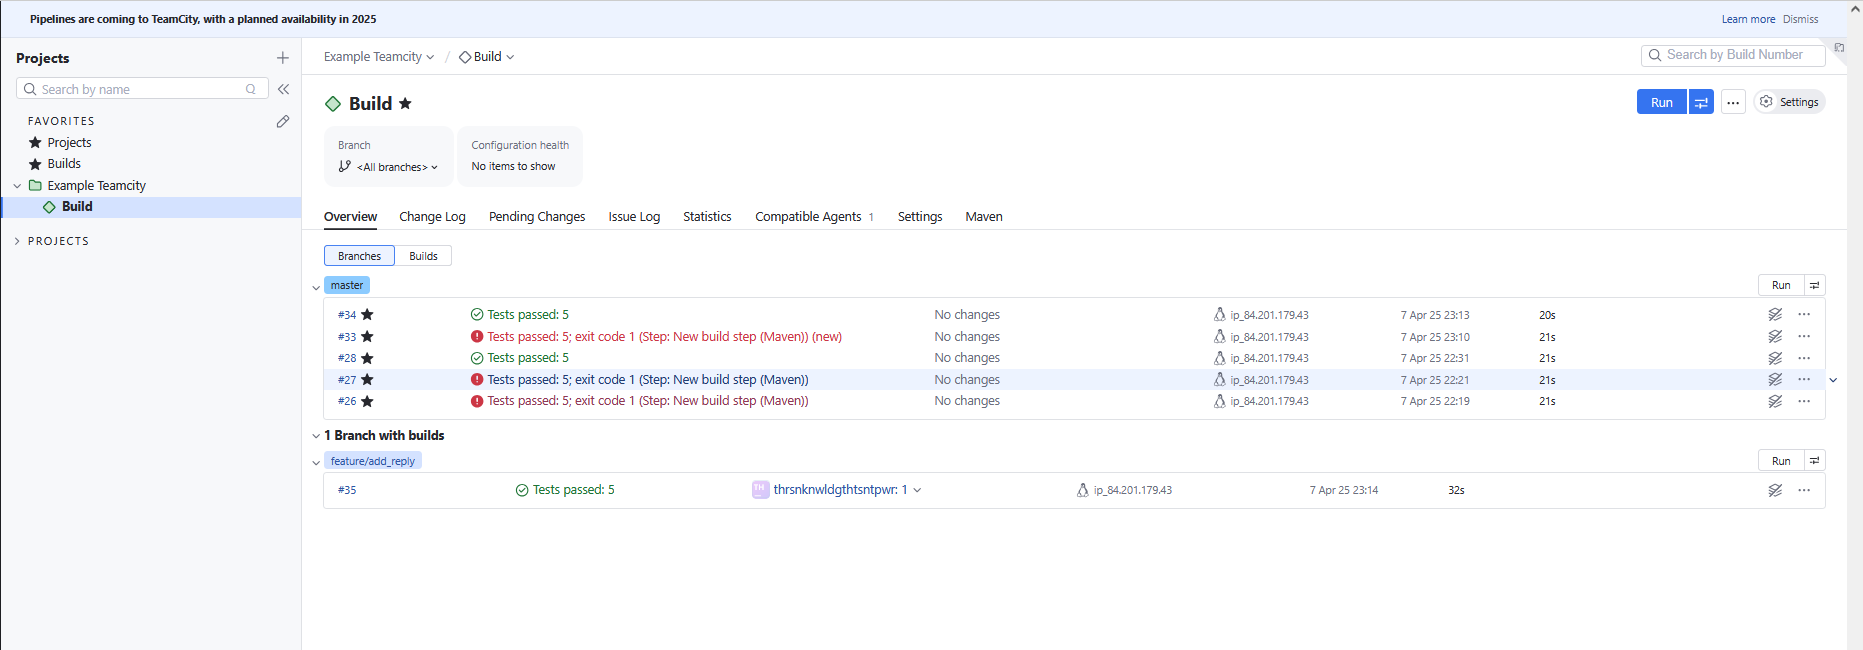 Pipelines are coming to TeamCity, with a planned availability in 2025 Learn more Dismiss
Projects
Search by name Q
FAVORITES
Projects
Builds
Example Teamcity
Build
PROJECTS
Example Teamcity / Build Search by Build Number
Build Run ... Settings
Branch
<All branches>
Configuration health
No items to show
Overview Change Log Pending Changes Issue Log Statistics Compatible Agents 1 Settings Maven
Branches Builds
master Run
#34 Tests passed: 5 No changes ip_84.201.179.43 7 Apr 25 23:13 20s ...
#33 Tests passed: 5; exit code 1 (Step: New build step (Maven)) (new) No changes ip_84.201.179.43 7 Apr 25 23:10 21s ...
#28 Tests passed: 5 No changes ip_84.201.179.43 7 Apr 25 22:31 21s ...
#27 Tests passed: 5; exit code 1 (Step: New build step (Maven)) No changes ip_84.201.179.43 7 Apr 25 22:21 21s ...
#26 Tests passed: 5; exit code 1 (Step: New build step (Maven)) No changes ip_84.201.179.43 7 Apr 25 22:19 21s ...
1 Branch with builds
feature/add_reply Run
#35 Tests passed: 5 TH thrsnknwldgthtsntpwr: 1 ip_84.201.179.43 7 Apr 25 23:14 32s ...